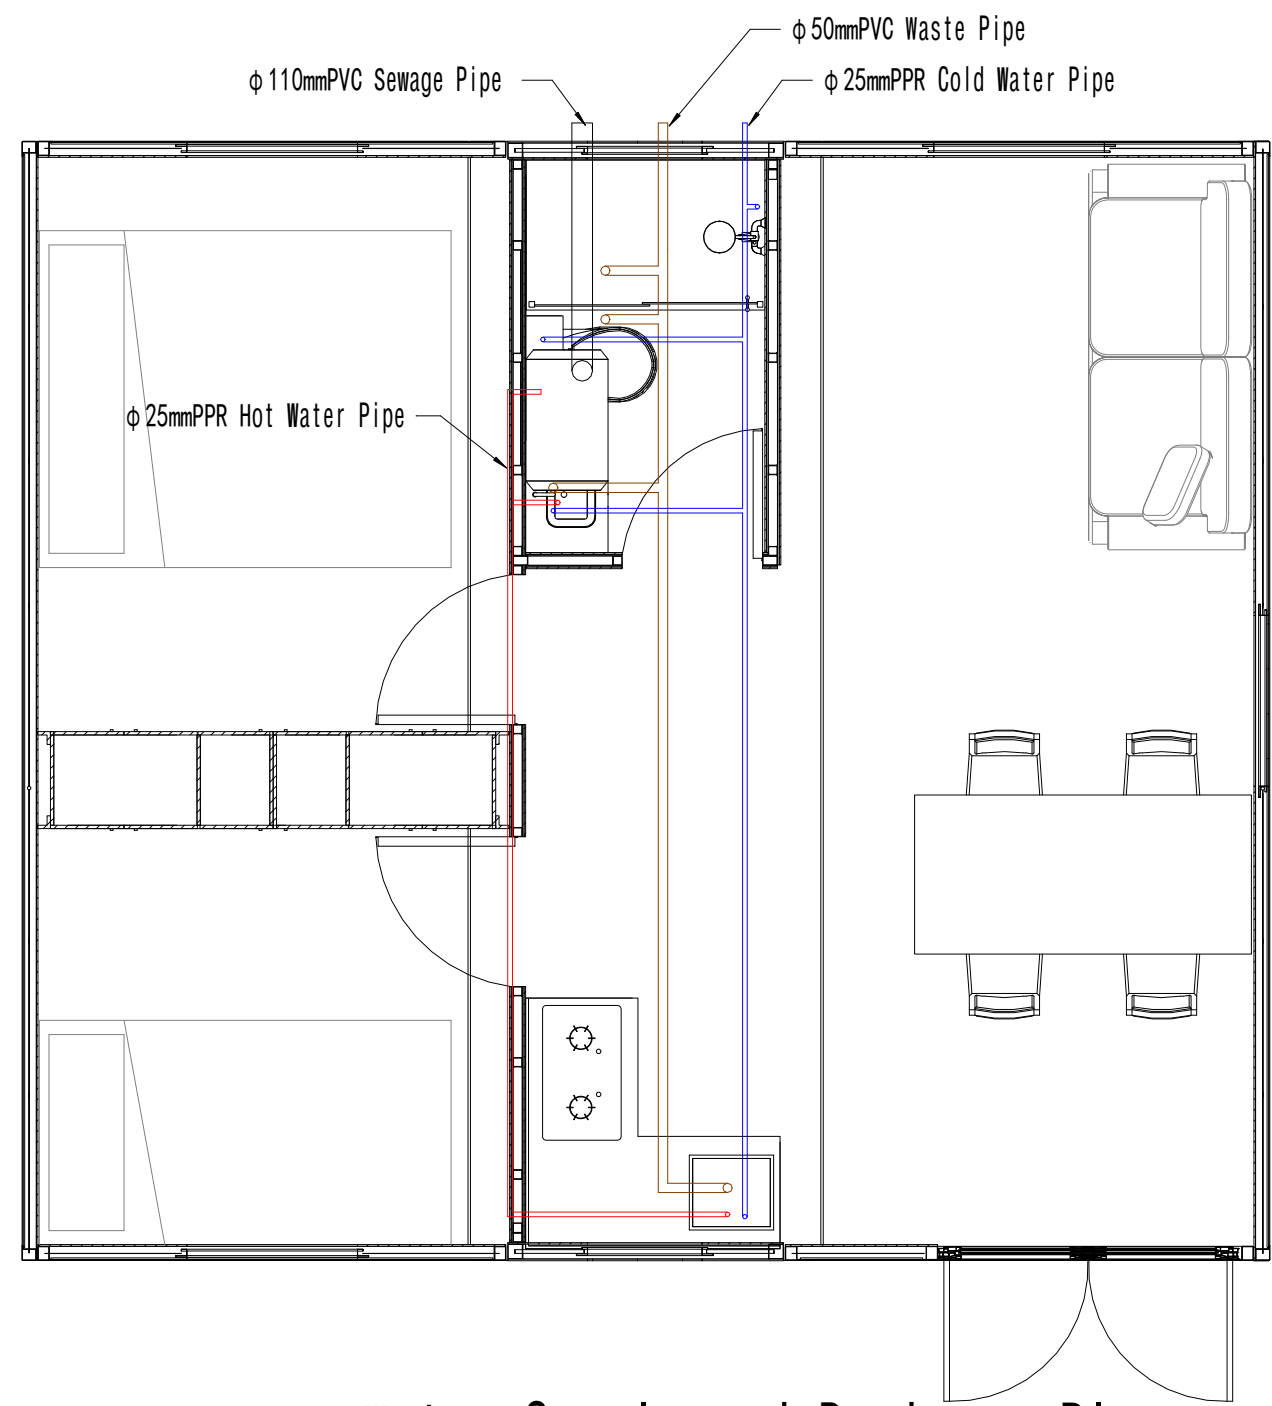 φ50mmPVC Waste Pipe
φ110mmPVC Sewage Pipe
φ25mmPPR Cold Water Pipe
φ25mmPPR Hot Water Pipe